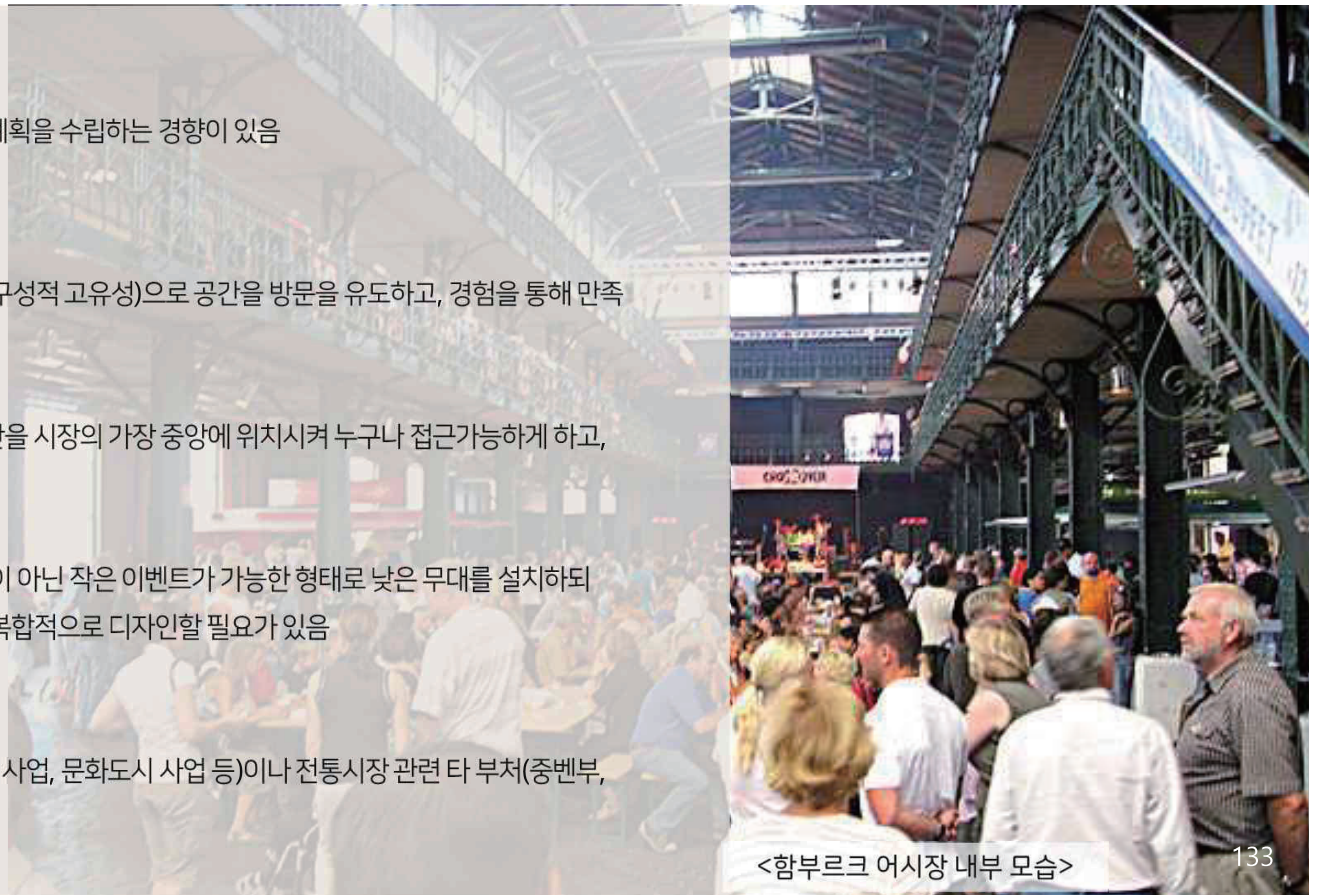 계획을 수립하는 경향이 있음
구성적 고유성)으로 공간을 방문을 유도하고, 경험을 통해 만족
을 시장의 가장 중앙에 위치시켜 누구나 접근가능하게 하고,
이 아닌 작은 이벤트가 가능한 형태로 낮은 무대를 설치하되
복합적으로 디자인할 필요가 있음
사업, 문화도시 사업 등)이나 전통시장 관련 타 부처(중벤부,
<함부르크 어시장 내부 모습>
133